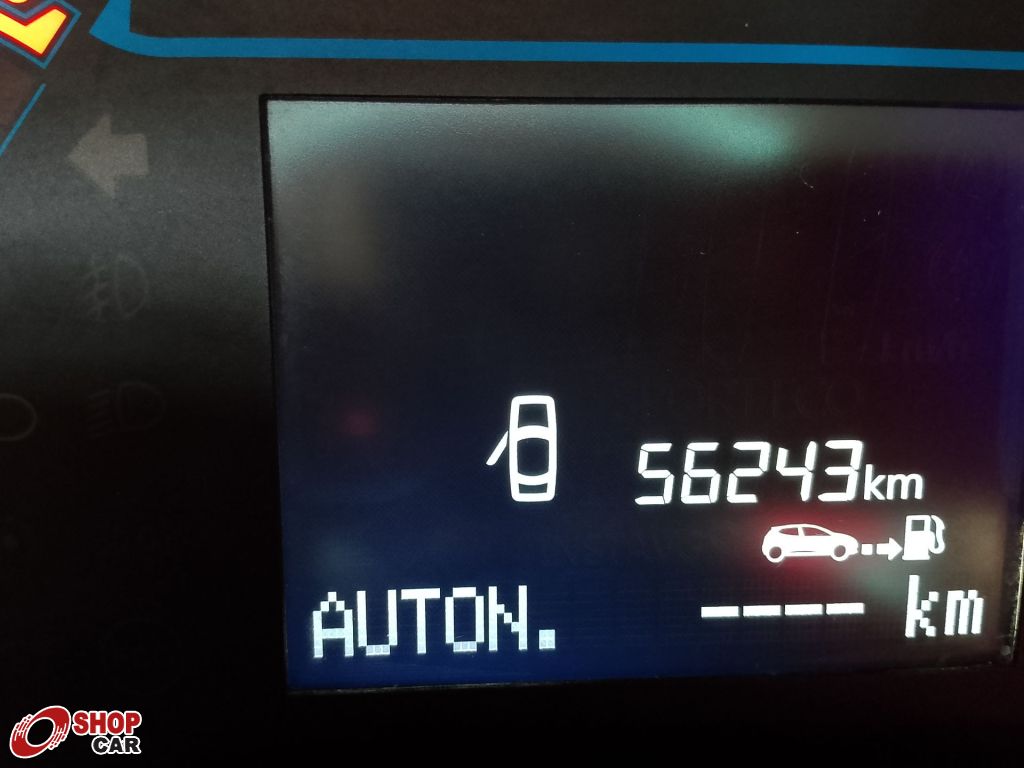 56243km
AUTON. ---- km
SHOP
CAR